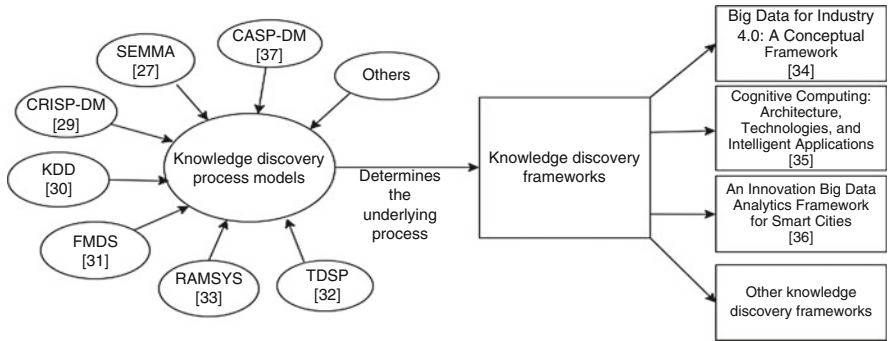 SEMMA
[27]
CASP-DM
[37]
Others
CRISP-DM
[29]
KDD
[30]
FMDS
[31]
RAMSYS
[33]
TDSP
[32]
Knowledge discovery
process models
Determines
the
underlying
process
Knowledge discovery
frameworks
Big Data for Industry
4.0: A Conceptual
Framework
[34]
Cognitive Computing:
Architecture,
Technologies, and
Intelligent Applications
[35]
An Innovation Big Data
Analytics Framework
for Smart Cities
[36]
Other knowledge
discovery frameworks